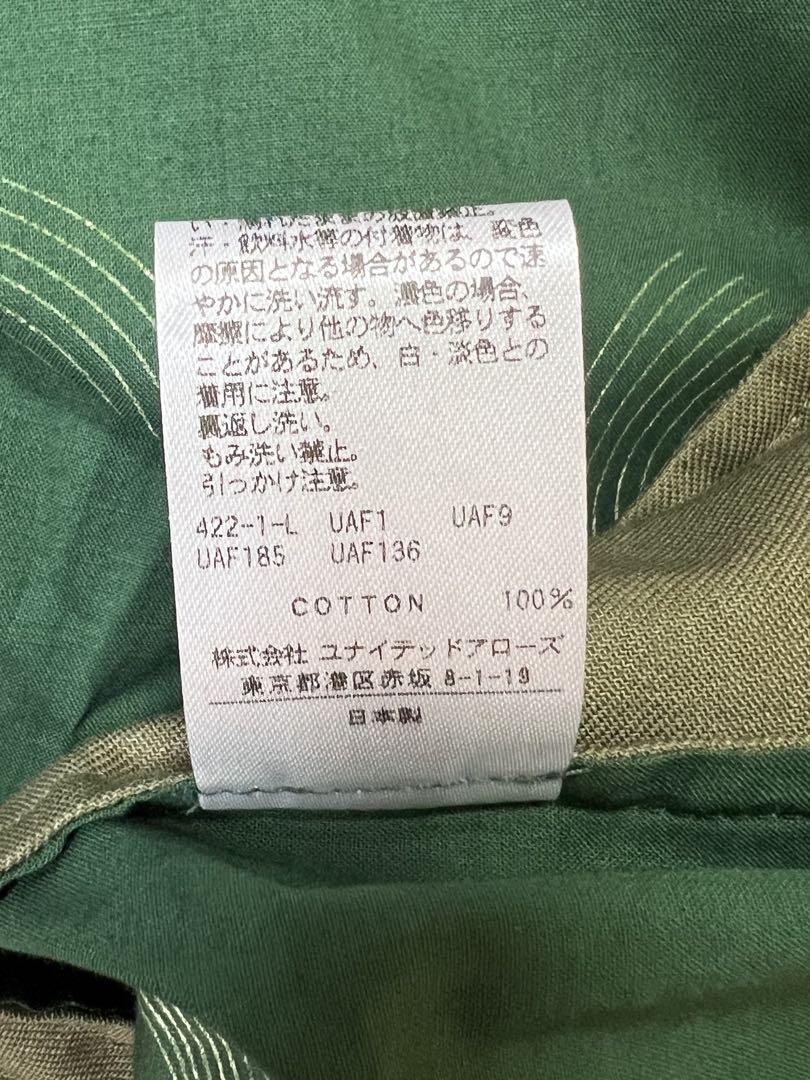 汗・飲料水等の付着物は、変色
の原因となる場合があるので速
やかに洗い流す。濃色の場合、
摩擦により他の物へ色移りする
ことがあるため、白・淡色との
着用に注意。
裏返し洗い。
もみ洗い禁止。
引っかけ注意。
422-1-L UAF1 UAF9
UAF185 UAF136
COTTON 100%
株式会社 ユナイテッドアローズ
東京都港区赤坂 8-1-19
日本製